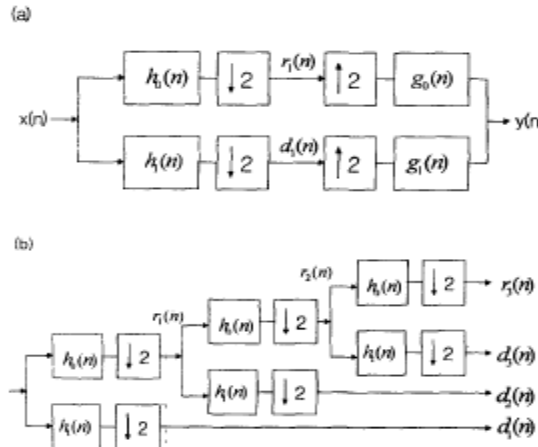 (a)
h₀(n) ↓2 r₁(n) ↑2 g₀(n)
x(n) y(n
h₁(n) ↓2 d₁(n) ↑2 g₁(n)
(b)
r₂(n) h₀(n) ↓2 r₃(n)
r₁(n) h₀(n) ↓2 h₁(n) ↓2 d₃(n)
h₀(n) ↓2 h₁(n) ↓2 d₂(n)
h₁(n) ↓2 d₁(n)